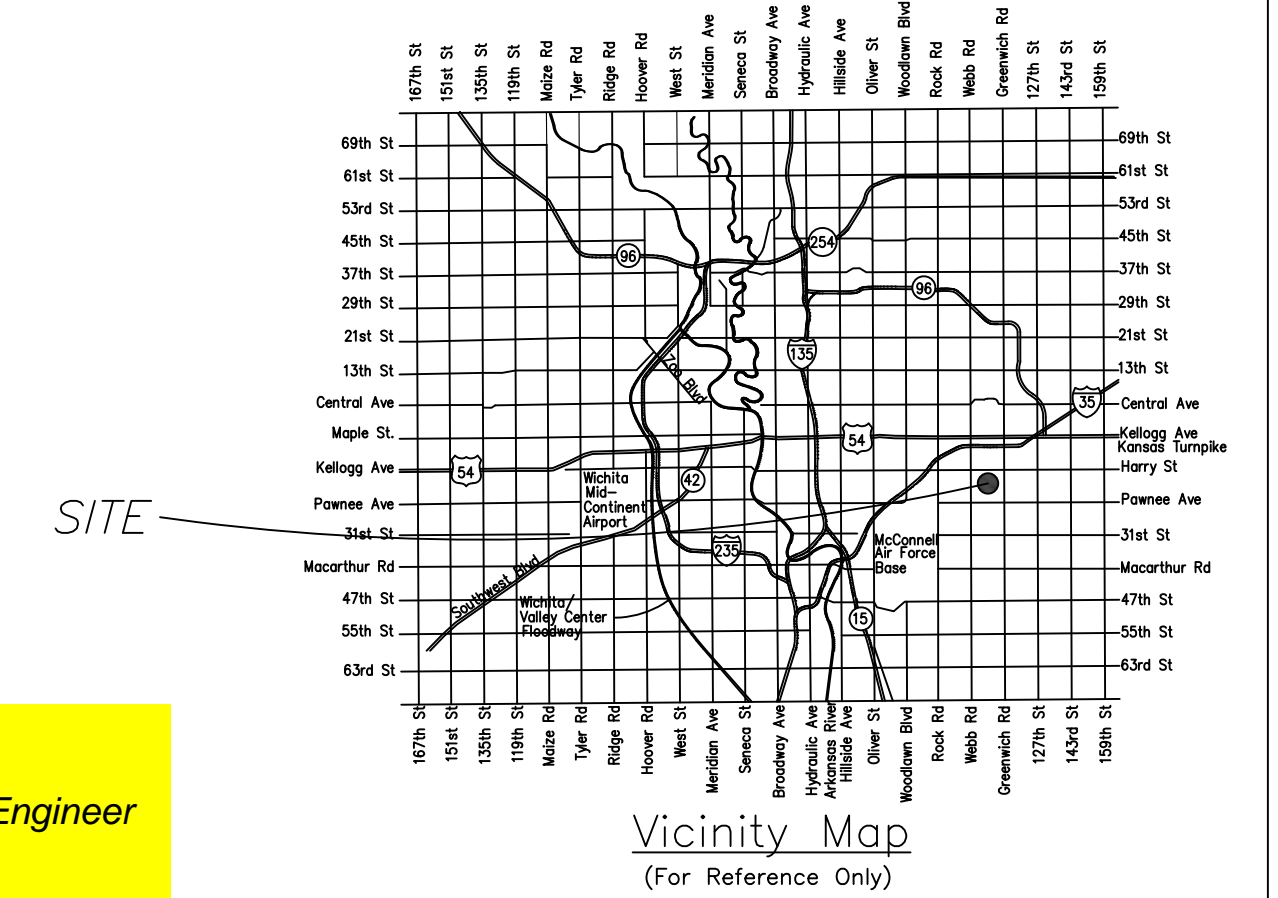 167th St
151st St
135th St
119th St
Maize Rd
Tyler Rd
Ridge Rd
Hoover Rd
West St
Meridian Ave
Seneca St
Broadway Ave
Hydraulic Ave
Hillside Ave
Oliver St
Woodlawn Blvd
Rock Rd
Webb Rd
Greenwich Rd
127th St
143rd St
159th St
69th St
61st St
53rd St
45th St
37th St
29th St
21st St
13th St
Central Ave
Maple St.
Kellogg Ave
Pawnee Ave
31st St
Macarthur Rd
47th St
55th St
63rd St
69th St
61st St
53rd St
45th St
37th St
29th St
21st St
13th St
Central Ave
Kellogg Ave
Kansas Turnpike
Harry St
Pawnee Ave
31st St
Macarthur Rd
47th St
55th St
63rd St
254
96
96
135
35
54
54
42
235
15
Zoo Blvd
Wichita
Mid-
Continent
Airport
McConnell
Air Force
Base
Southwest Blvd
Wichita/
Valley Center
Floodway
SITE
167th St
151st St
135th St
119th St
Maize Rd
Tyler Rd
Ridge Rd
Hoover Rd
West St
Meridian Ave
Seneca St
Broadway Ave
Hydraulic Ave
Arkansas River
Hillside Ave
Oliver St
Woodlawn Blvd
Rock Rd
Webb Rd
Greenwich Rd
127th St
143rd St
159th St
Engineer
Vicinity Map
(For Reference Only)